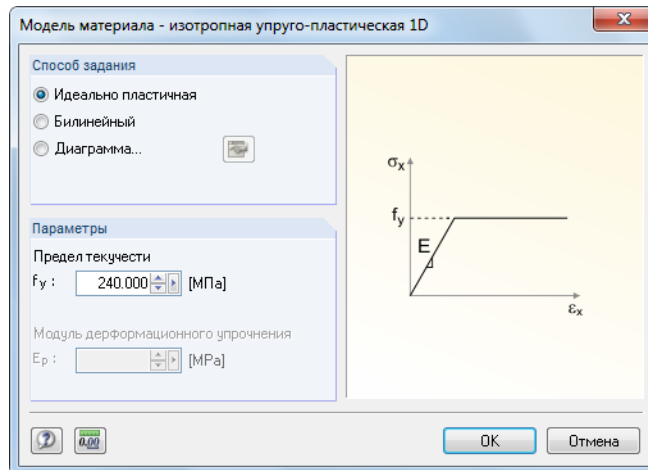 Модель материала - изотропная упруго-пластическая 1D
Способ задания
Идеально пластичная
Билинейный
Диаграмма...
Параметры
Предел текучести
fy : 240.000 [МПа]
Модуль дерформационного упрочнения
Ep : [MPa]
σx
fy
E
εx
0.00
OK
Отмена